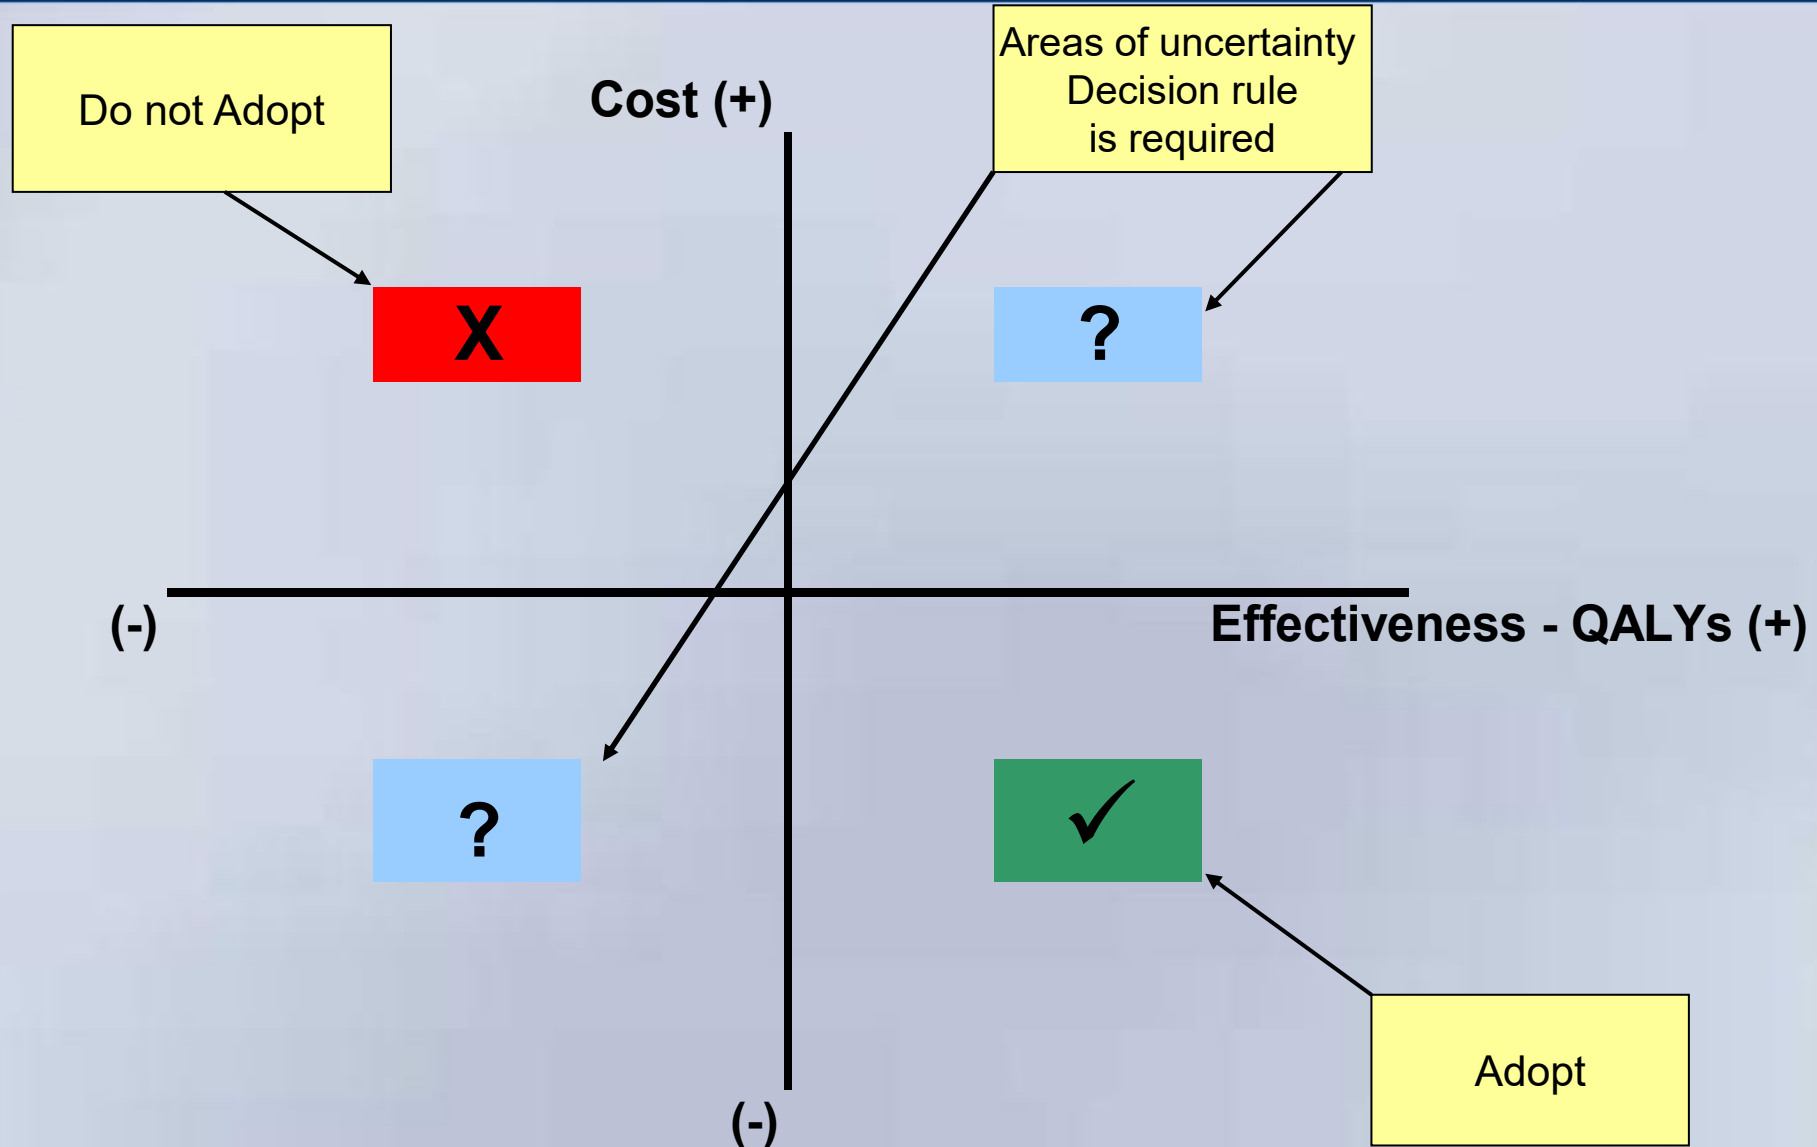 Do not Adopt
Cost (+)
Areas of uncertainty
Decision rule
is required
X
?
(-)
Effectiveness - QALYs (+)
?
✓
Adopt
(-)